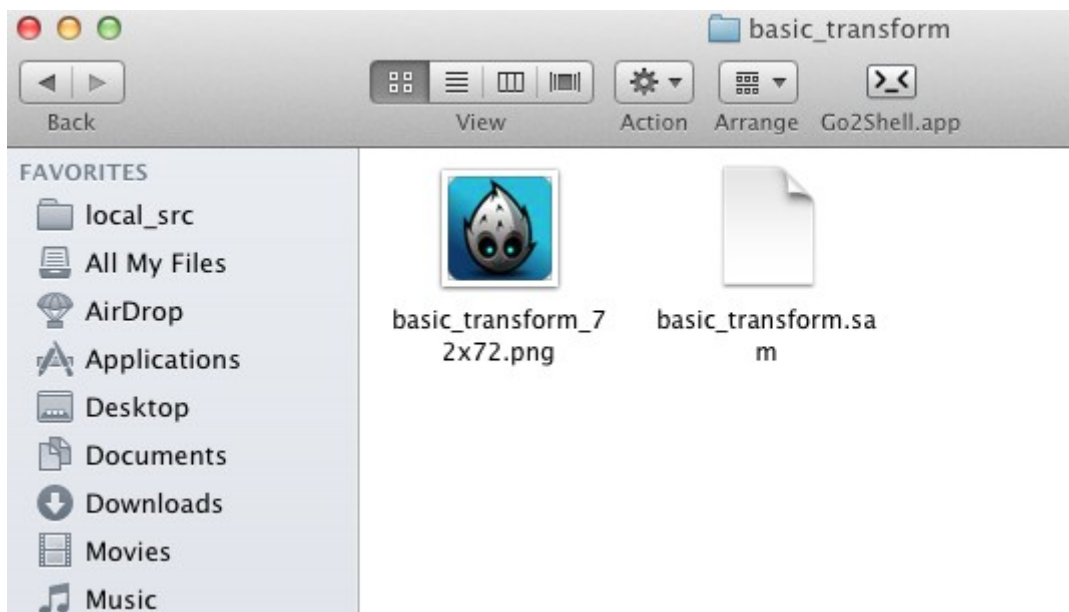 basic_transform
Back
View
Action
Arrange
Go2Shell.app
FAVORITES
local_src
All My Files
AirDrop
Applications
Desktop
Documents
Downloads
Movies
Music
basic_transform_7
2x72.png
basic_transform.sa
m